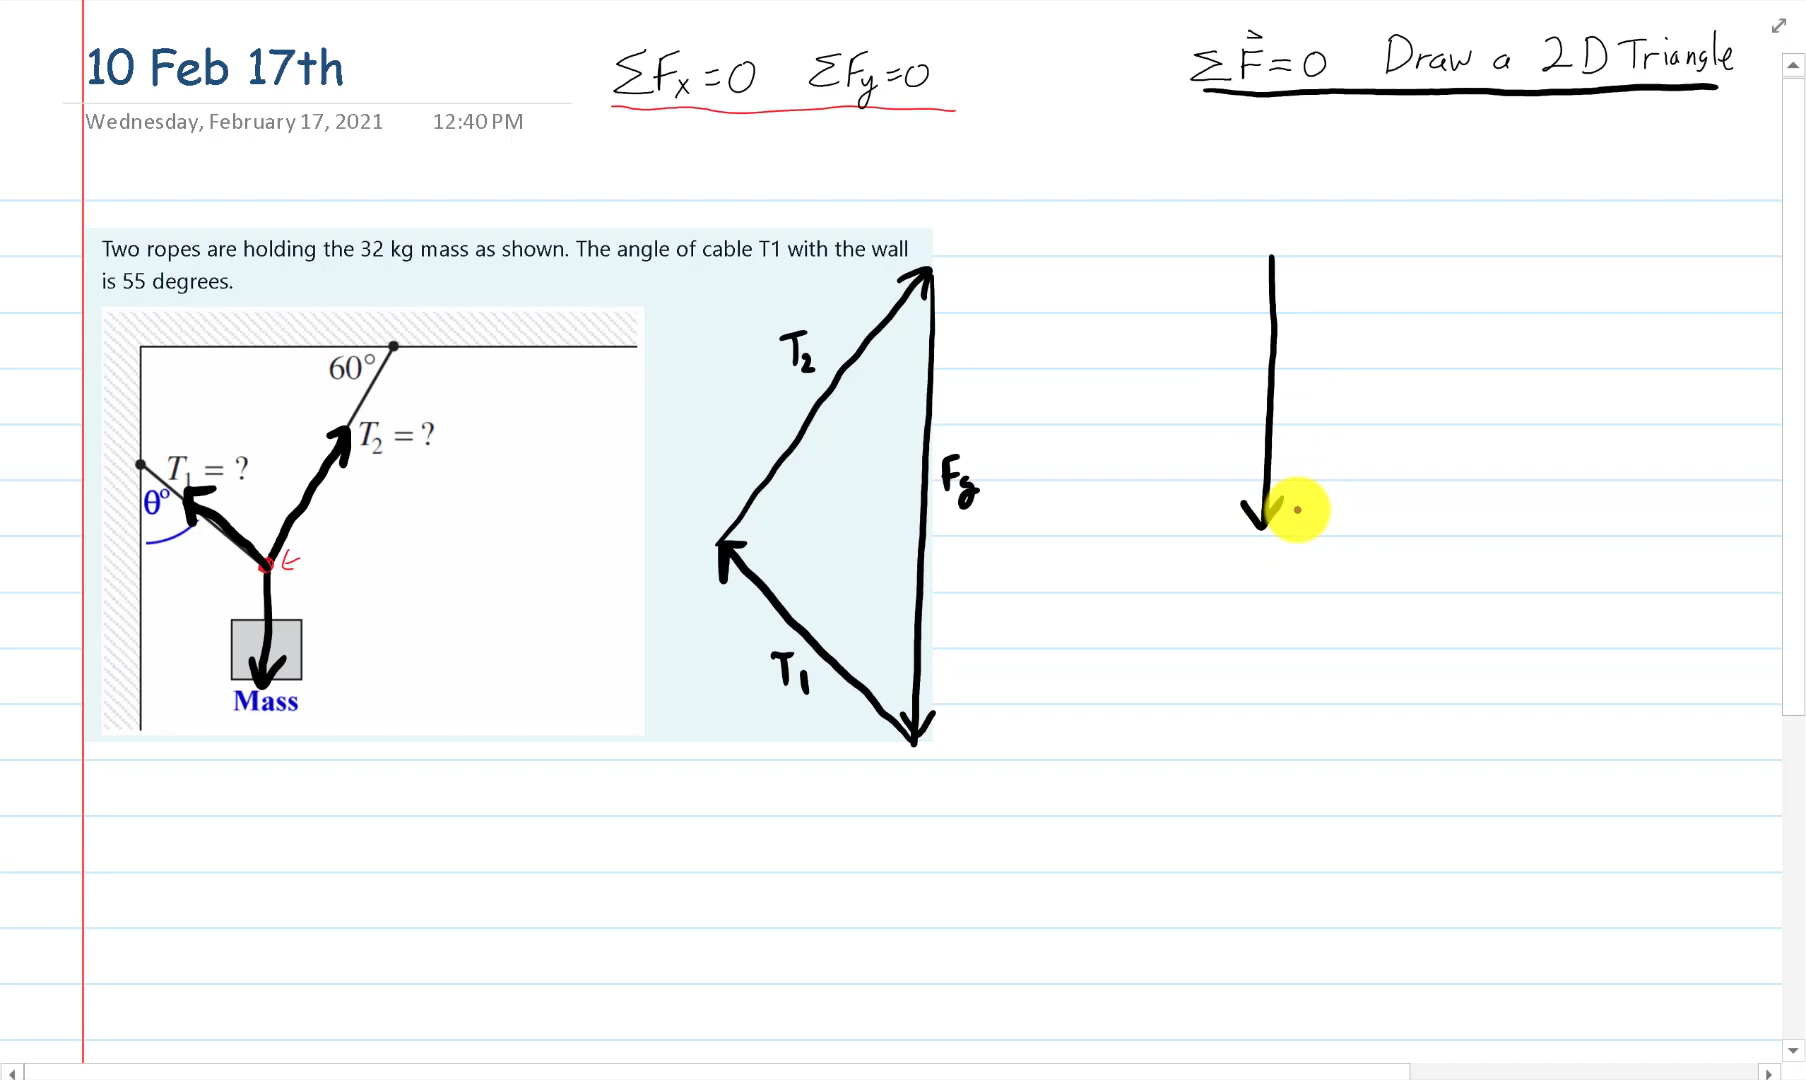 10 Feb 17th
ΣFx=0 ΣFy=0
ΣF⃗=0 Draw a 2D Triangle
Wednesday, February 17, 2021 12:40 PM
Two ropes are holding the 32 kg mass as shown. The angle of cable T1 with the wall
is 55 degrees.
60°
T₂ = ?
T₁ = ?
θ°
t
Mass
T₂
Fg
T₁